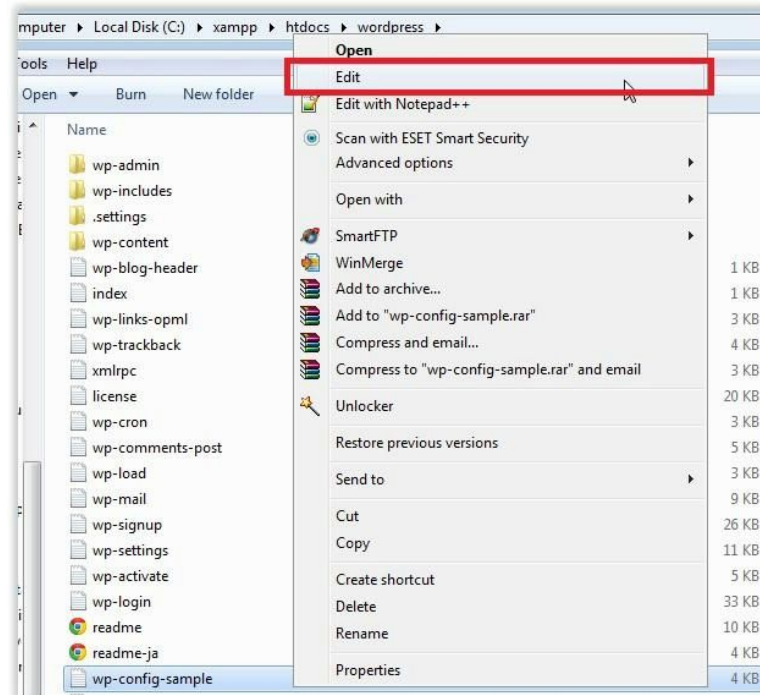 mputer ▸ Local Disk (C:) ▸ xampp ▸ htdocs ▸ wordpress ▸
Tools Help
Open Burn New folder
Name
wp-admin
wp-includes
.settings
wp-content
wp-blog-header
index
wp-links-opml
wp-trackback
xmlrpc
license
wp-cron
wp-comments-post
wp-load
wp-mail
wp-signup
wp-settings
wp-activate
wp-login
readme
readme-ja
wp-config-sample
Open
Edit
Edit with Notepad++
Scan with ESET Smart Security
Advanced options
Open with
SmartFTP
WinMerge
Add to archive...
Add to "wp-config-sample.rar"
Compress and email...
Compress to "wp-config-sample.rar" and email
Unlocker
Restore previous versions
Send to
Cut
Copy
Create shortcut
Delete
Rename
Properties
1 KB
1 KB
3 KB
4 KB
3 KB
20 KB
3 KB
5 KB
3 KB
9 KB
26 KB
11 KB
5 KB
33 KB
10 KB
4 KB
4 KB